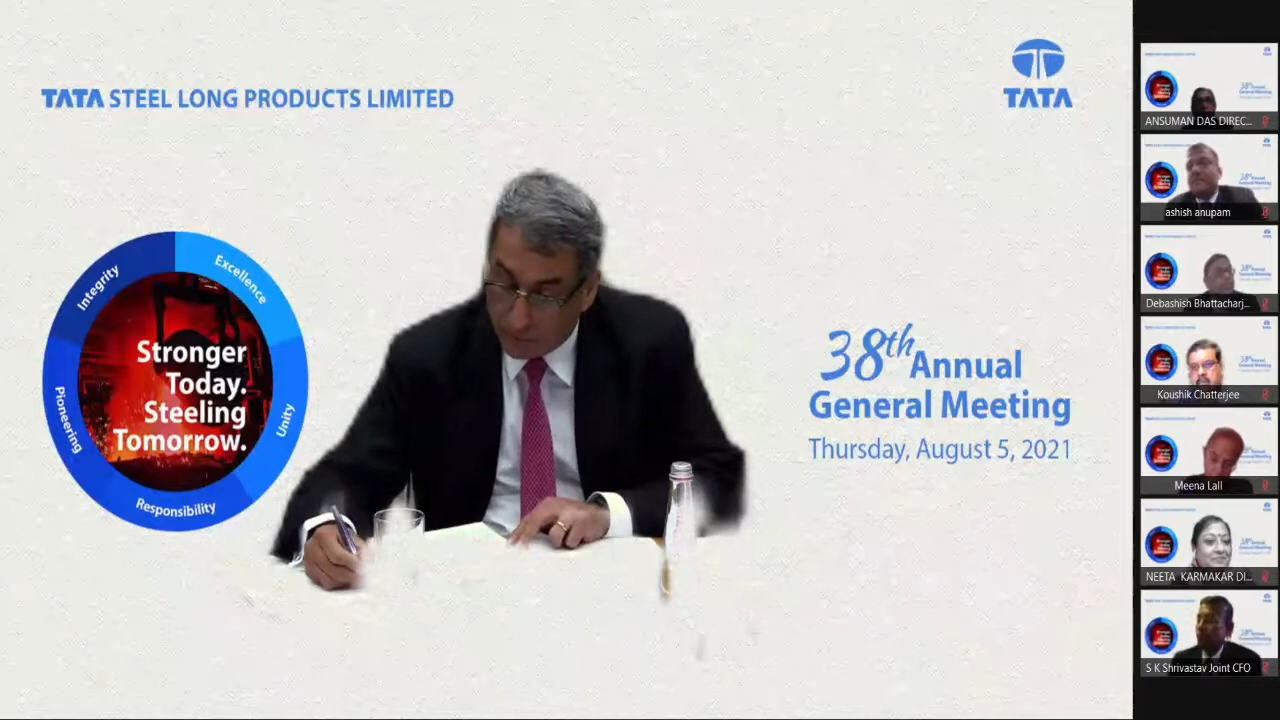 TATA STEEL LONG PRODUCTS LIMITED
TATA
Integrity
Excellence
Pioneering
Unity
Responsibility
Stronger
Today.
Steeling
Tomorrow.
38th Annual
General Meeting
Thursday, August 5, 2021
ANSUMAN DAS DIREC...
ashish anupam
Debashish Bhattacharj...
Koushik Chatterjee
Meena Lall
NEETA KARMAKAR DI...
S K Shrivastav Joint CFO